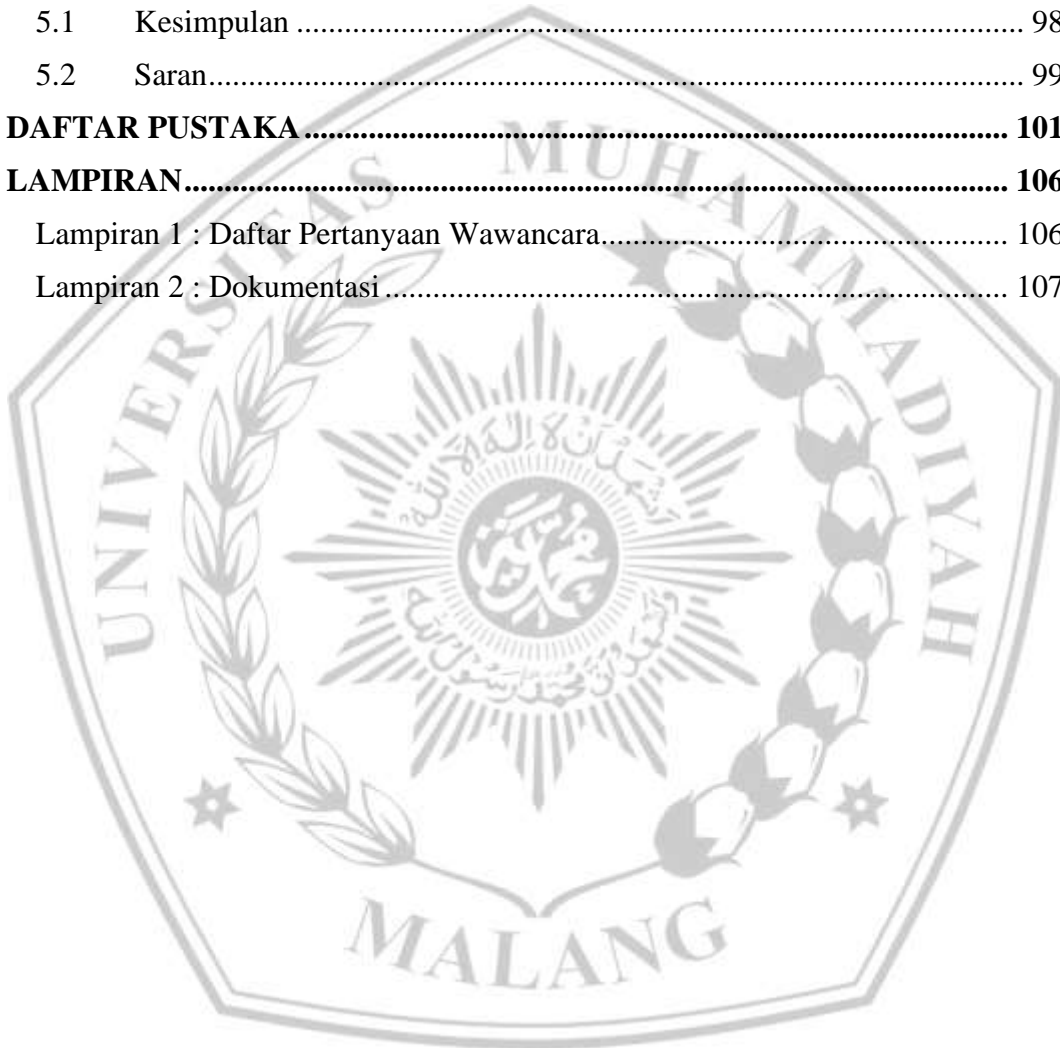 5.1 Kesimpulan ........................................................................ 98
5.2 Saran ........................................................................ 99
DAFTAR PUSTAKA ........................................................................ 101
LAMPIRAN ........................................................................ 106
Lampiran 1 : Daftar Pertanyaan Wawancara ........................................................................ 106
Lampiran 2 : Dokumentasi ........................................................................ 107
UNIVERSITAS MUHAMMADIYAH
MALANG